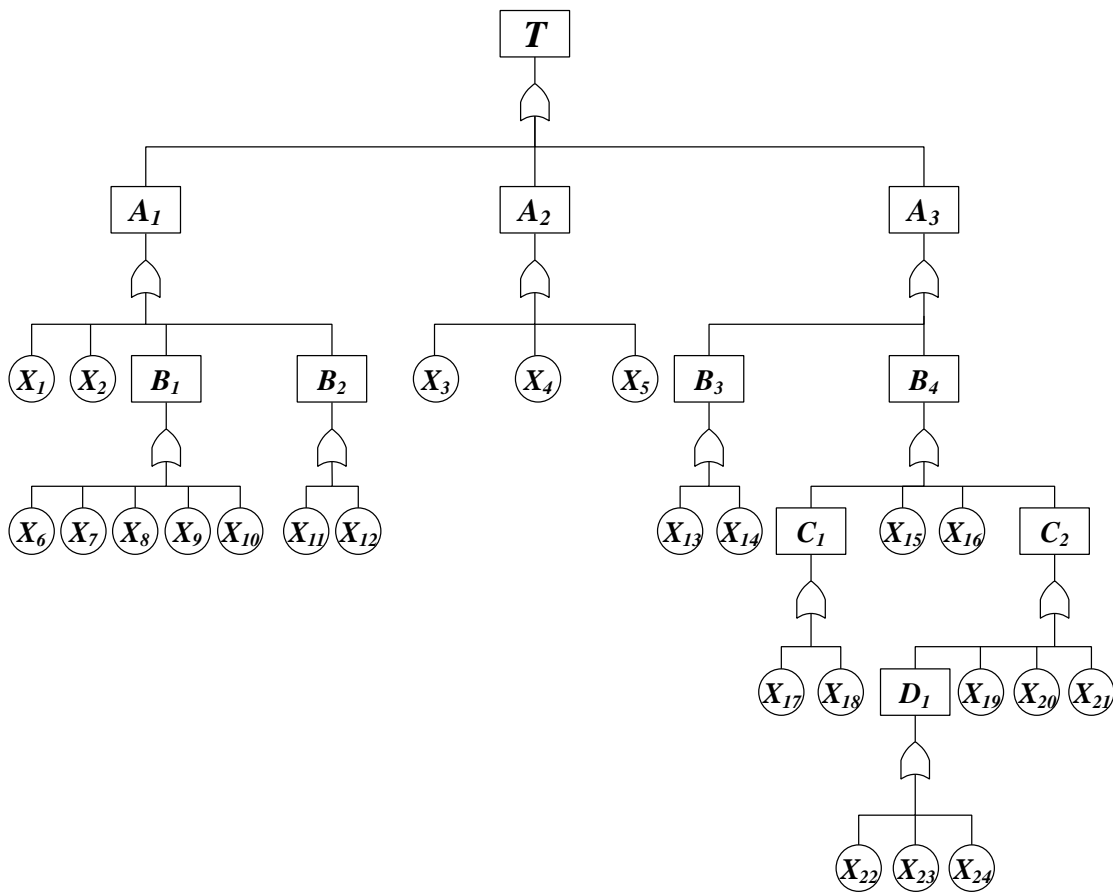 T
A₁ A₂ A₃
X₁ X₂ B₁ B₂ X₃ X₄ X₅ B₃ B₄
X₆ X₇ X₈ X₉ X₁₀ X₁₁ X₁₂ X₁₃ X₁₄ C₁ X₁₅ X₁₆ C₂
X₁₇ X₁₈ D₁ X₁₉ X₂₀ X₂₁
X₂₂ X₂₃ X₂₄